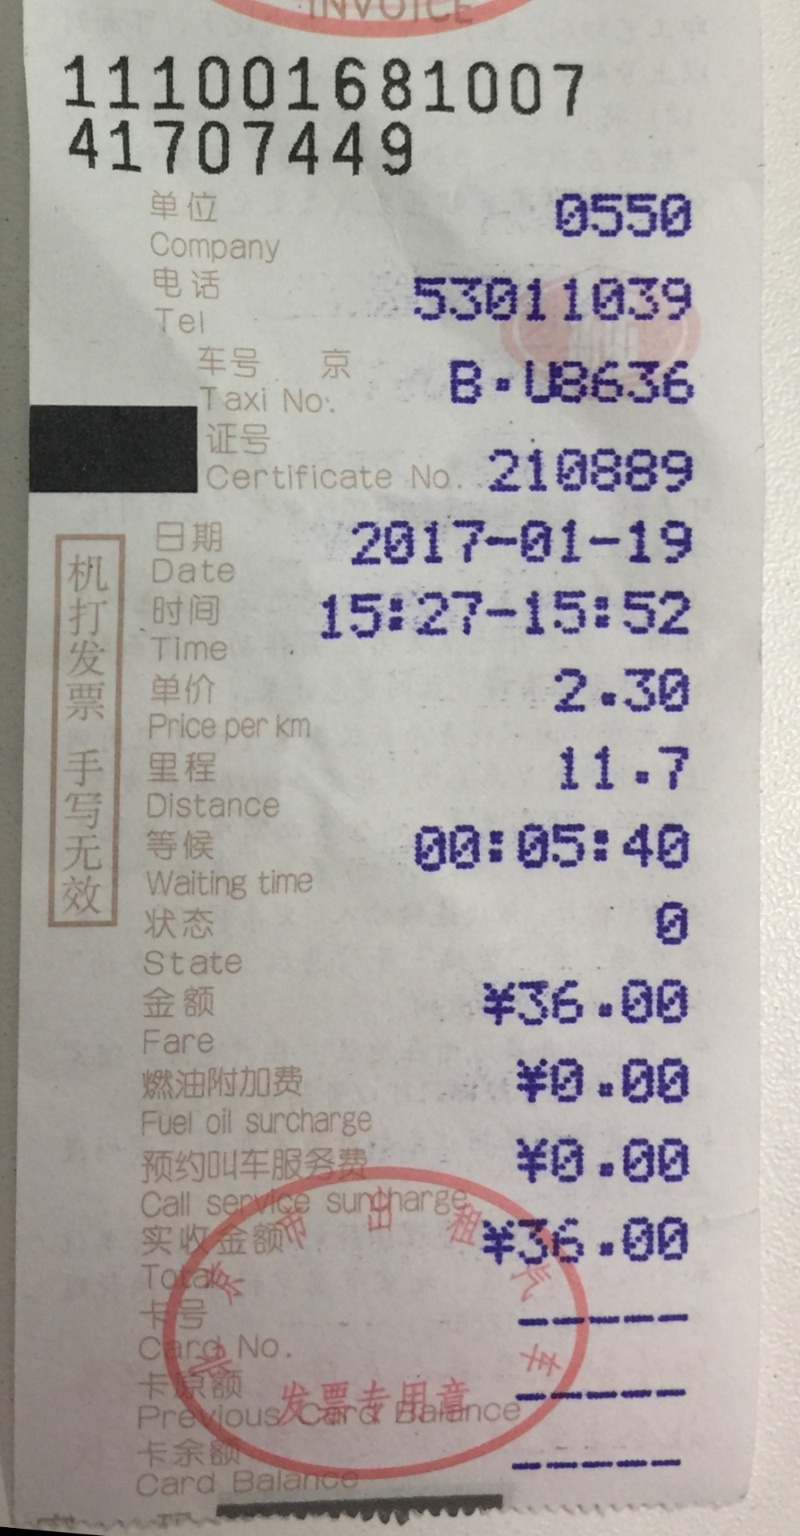 INVOICE
111001681007
41707449
单位 0550
Company
电话 53011039
Tel
车号 京 B·U8636
Taxi No.
证号
Certificate No. 210889
日期 2017-01-19
Date
时间 15:27-15:52
Time
单价 2.30
Price per km
里程 11.7
Distance
等候 00:05:40
Waiting time
状态 0
State
金额 ¥36.00
Fare
燃油附加费 ¥0.00
Fuel oil surcharge
预约叫车服务费 ¥0.00
Call service surcharge
实收金额 ¥36.00
Total
卡号 -----
Card No.
卡原额 -----
Previous Card Balance
卡余额 -----
Card Balance
机打发票 手写无效
北京市出租汽车
发票专用章